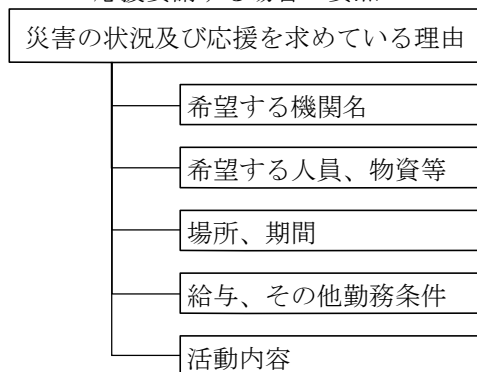 災害の状況及び応援を求めている理由
希望する機関名
希望する人員、物資等
場所、期間
給与、その他勤務条件
活動内容